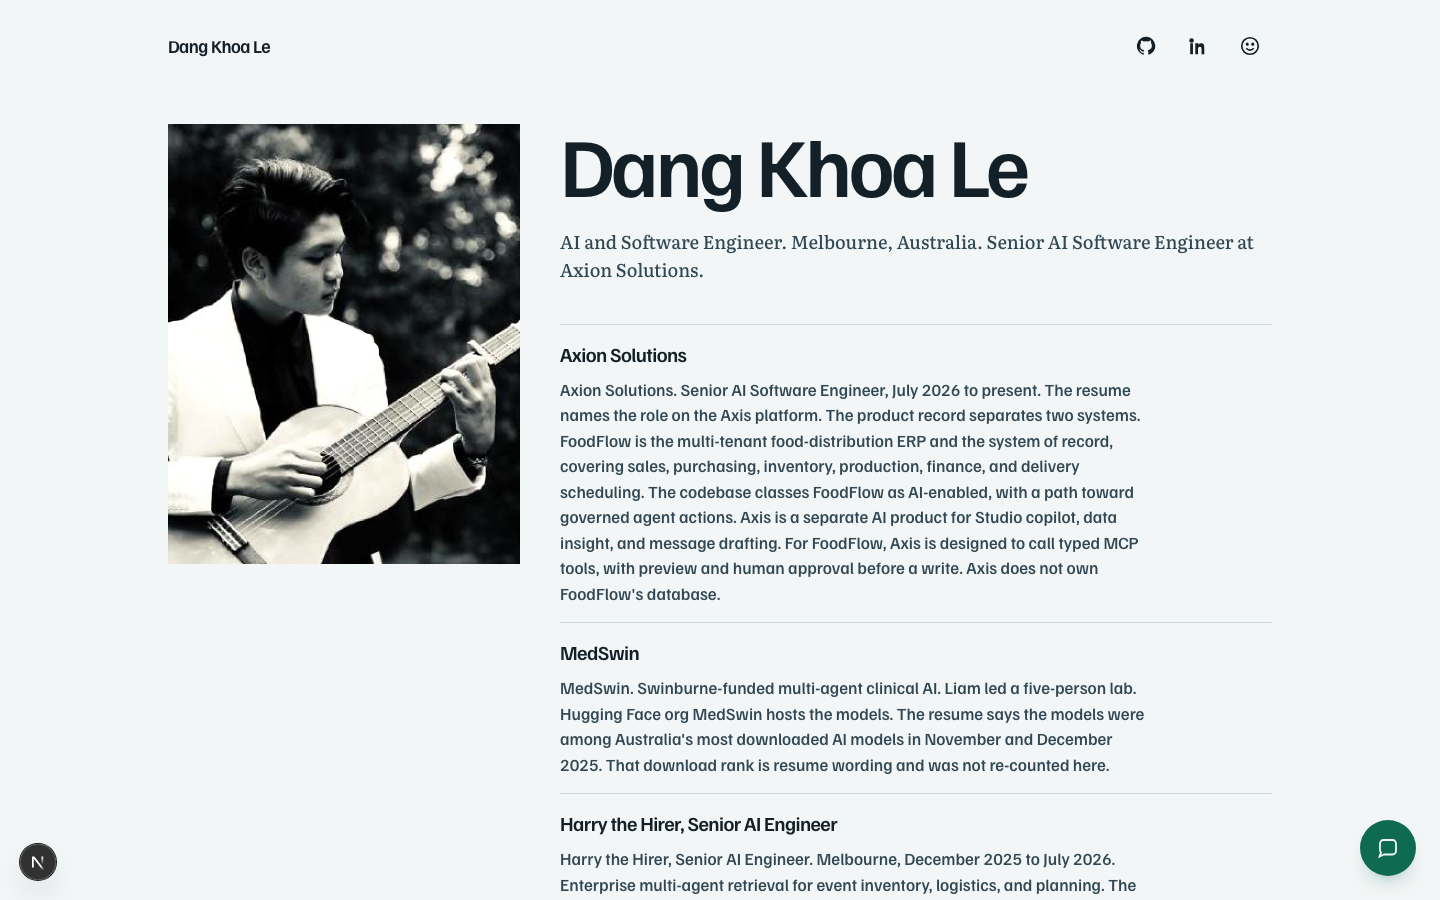 Dang Khoa Le
Dang Khoa Le
AI and Software Engineer. Melbourne, Australia. Senior AI Software Engineer at
Axion Solutions.
Axion Solutions
Axion Solutions. Senior AI Software Engineer, July 2026 to present. The resume
names the role on the Axis platform. The product record separates two systems.
FoodFlow is the multi-tenant food-distribution ERP and the system of record,
covering sales, purchasing, inventory, production, finance, and delivery
scheduling. The codebase classes FoodFlow as AI-enabled, with a path toward
governed agent actions. Axis is a separate AI product for Studio copilot, data
insight, and message drafting. For FoodFlow, Axis is designed to call typed MCP
tools, with preview and human approval before a write. Axis does not own
FoodFlow's database.
MedSwin
MedSwin. Swinburne-funded multi-agent clinical AI. Liam led a five-person lab.
Hugging Face org MedSwin hosts the models. The resume says the models were
among Australia's most downloaded AI models in November and December
2025. That download rank is resume wording and was not re-counted here.
Harry the Hirer, Senior AI Engineer
Harry the Hirer, Senior AI Engineer. Melbourne, December 2025 to July 2026.
Enterprise multi-agent retrieval for event inventory, logistics, and planning. The
N